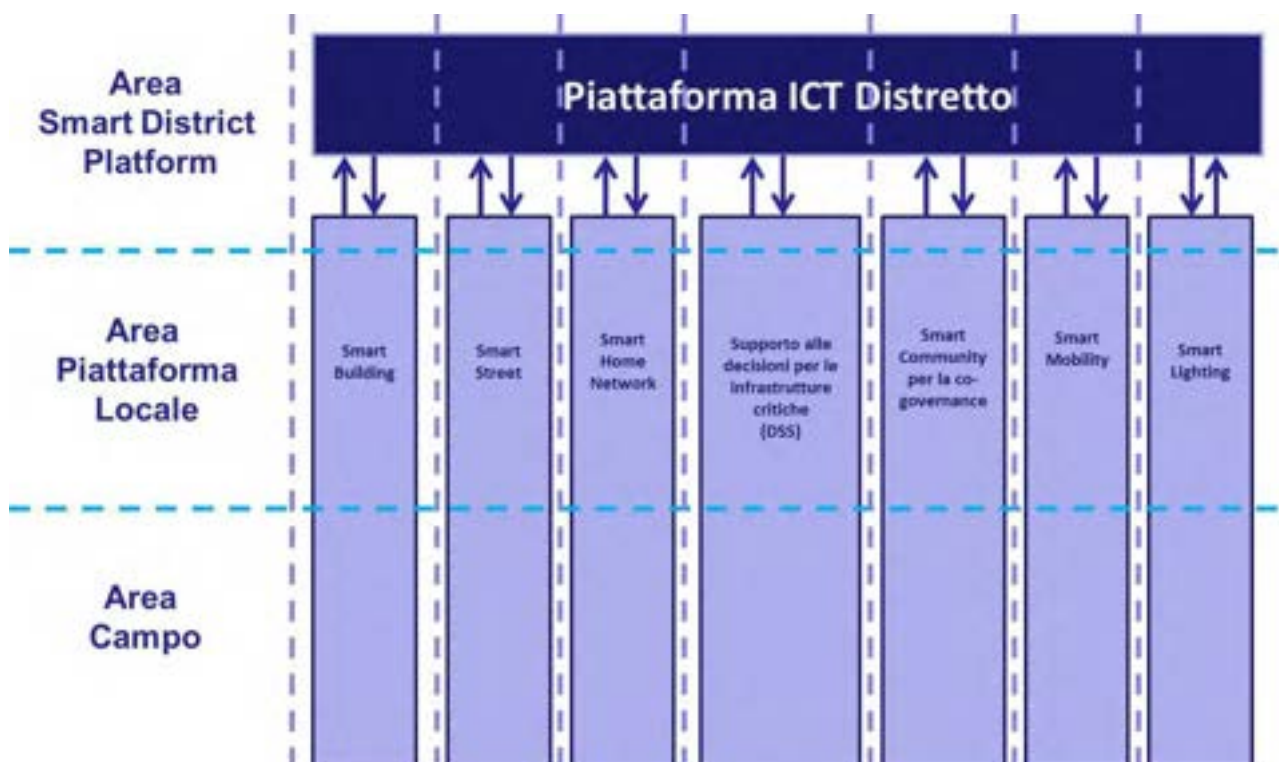 Area
Smart District
Platform
Piattaforma ICT Distretto
Area
Piattaforma
Locale
Smart
Building
Smart
Street
Smart
Home
Network
Supporto alle
decisioni per le
infrastrutture
critiche
(DSS)
Smart
Community
per la co-
governance
Smart
Mobility
Smart
Lighting
Area
Campo